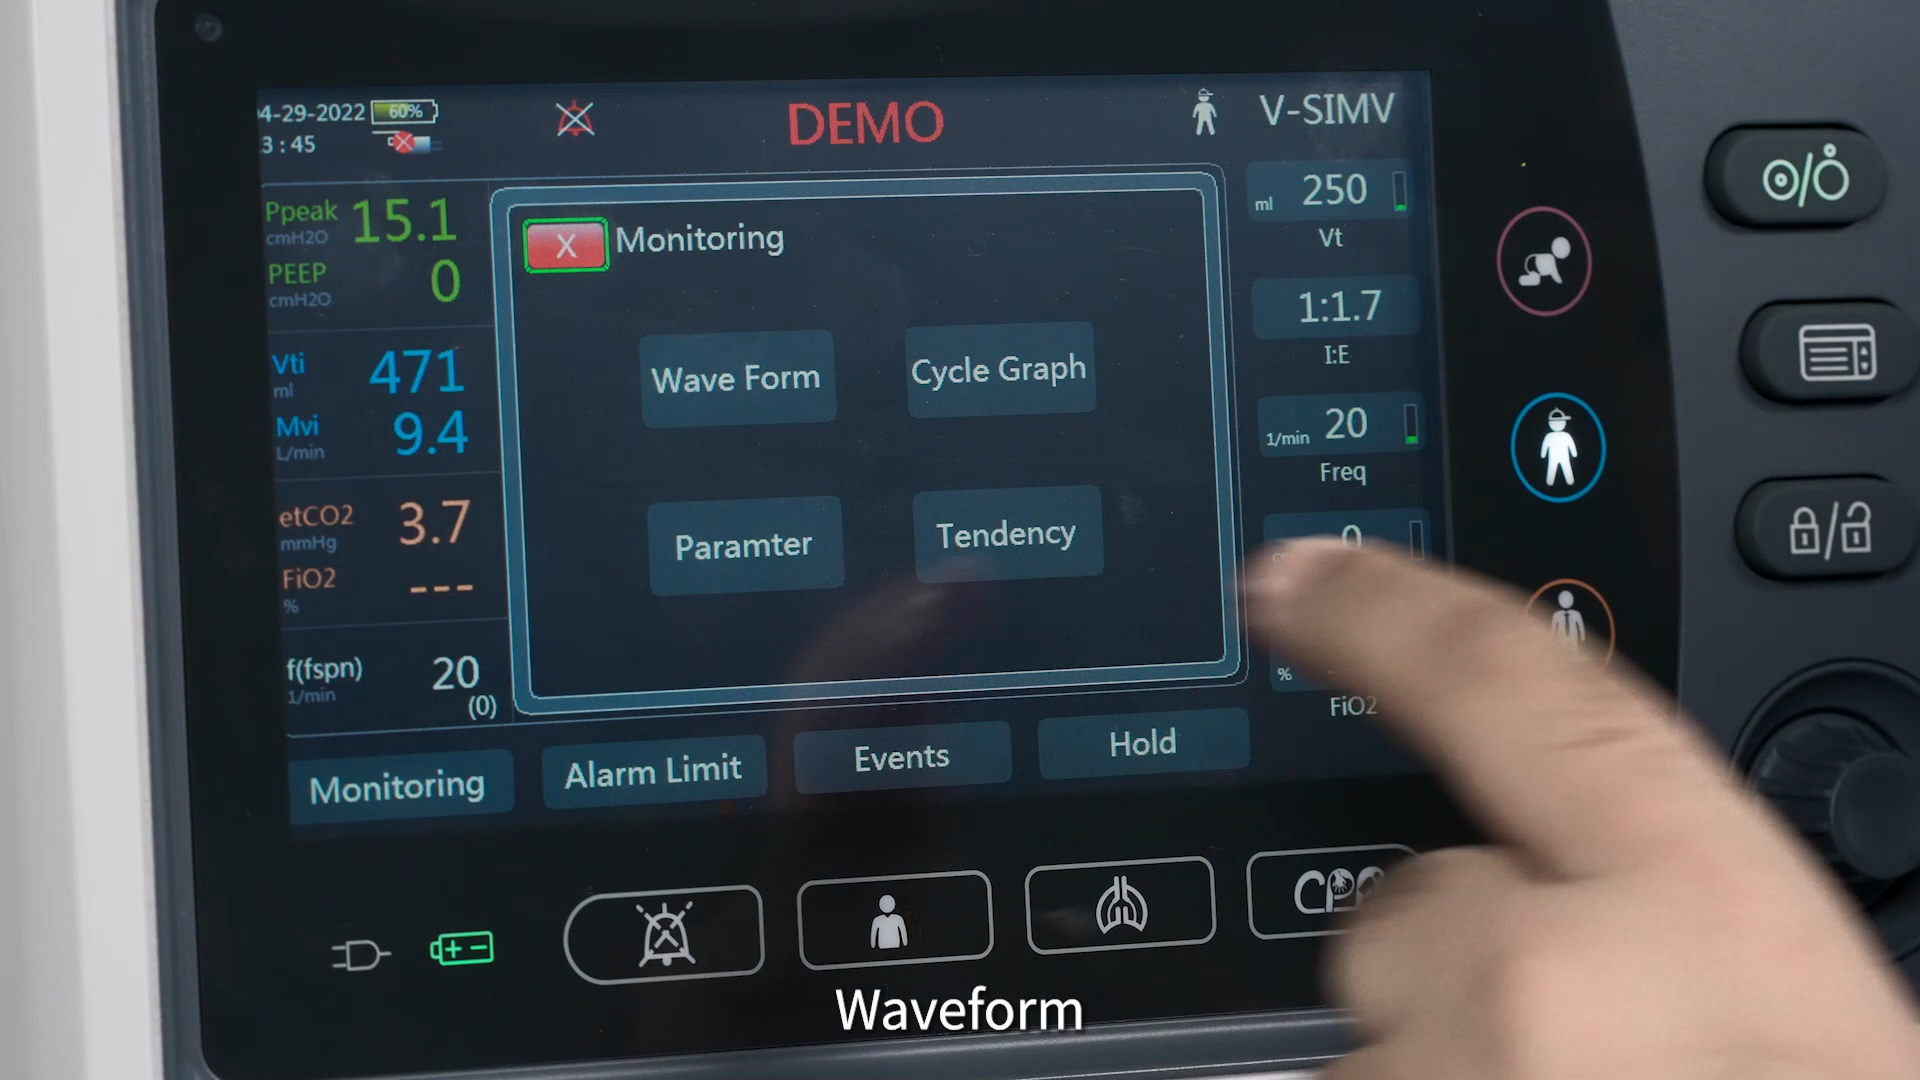 4-29-2022 60%
3:45
DEMO
V-SIMV
Ppeak 15.1
cmH2O
PEEP 0
cmH2O
Vti 471
ml
Mvi 9.4
L/min
etCO2 3.7
mmHg
FiO2 ---
%
f(fspn) 20
1/min (0)
X Monitoring
Wave Form Cycle Graph
Paramter Tendency
ml 250
Vt
1:1.7
I:E
1/min 20
Freq
0
%
FiO2
Monitoring Alarm Limit Events Hold
Waveform